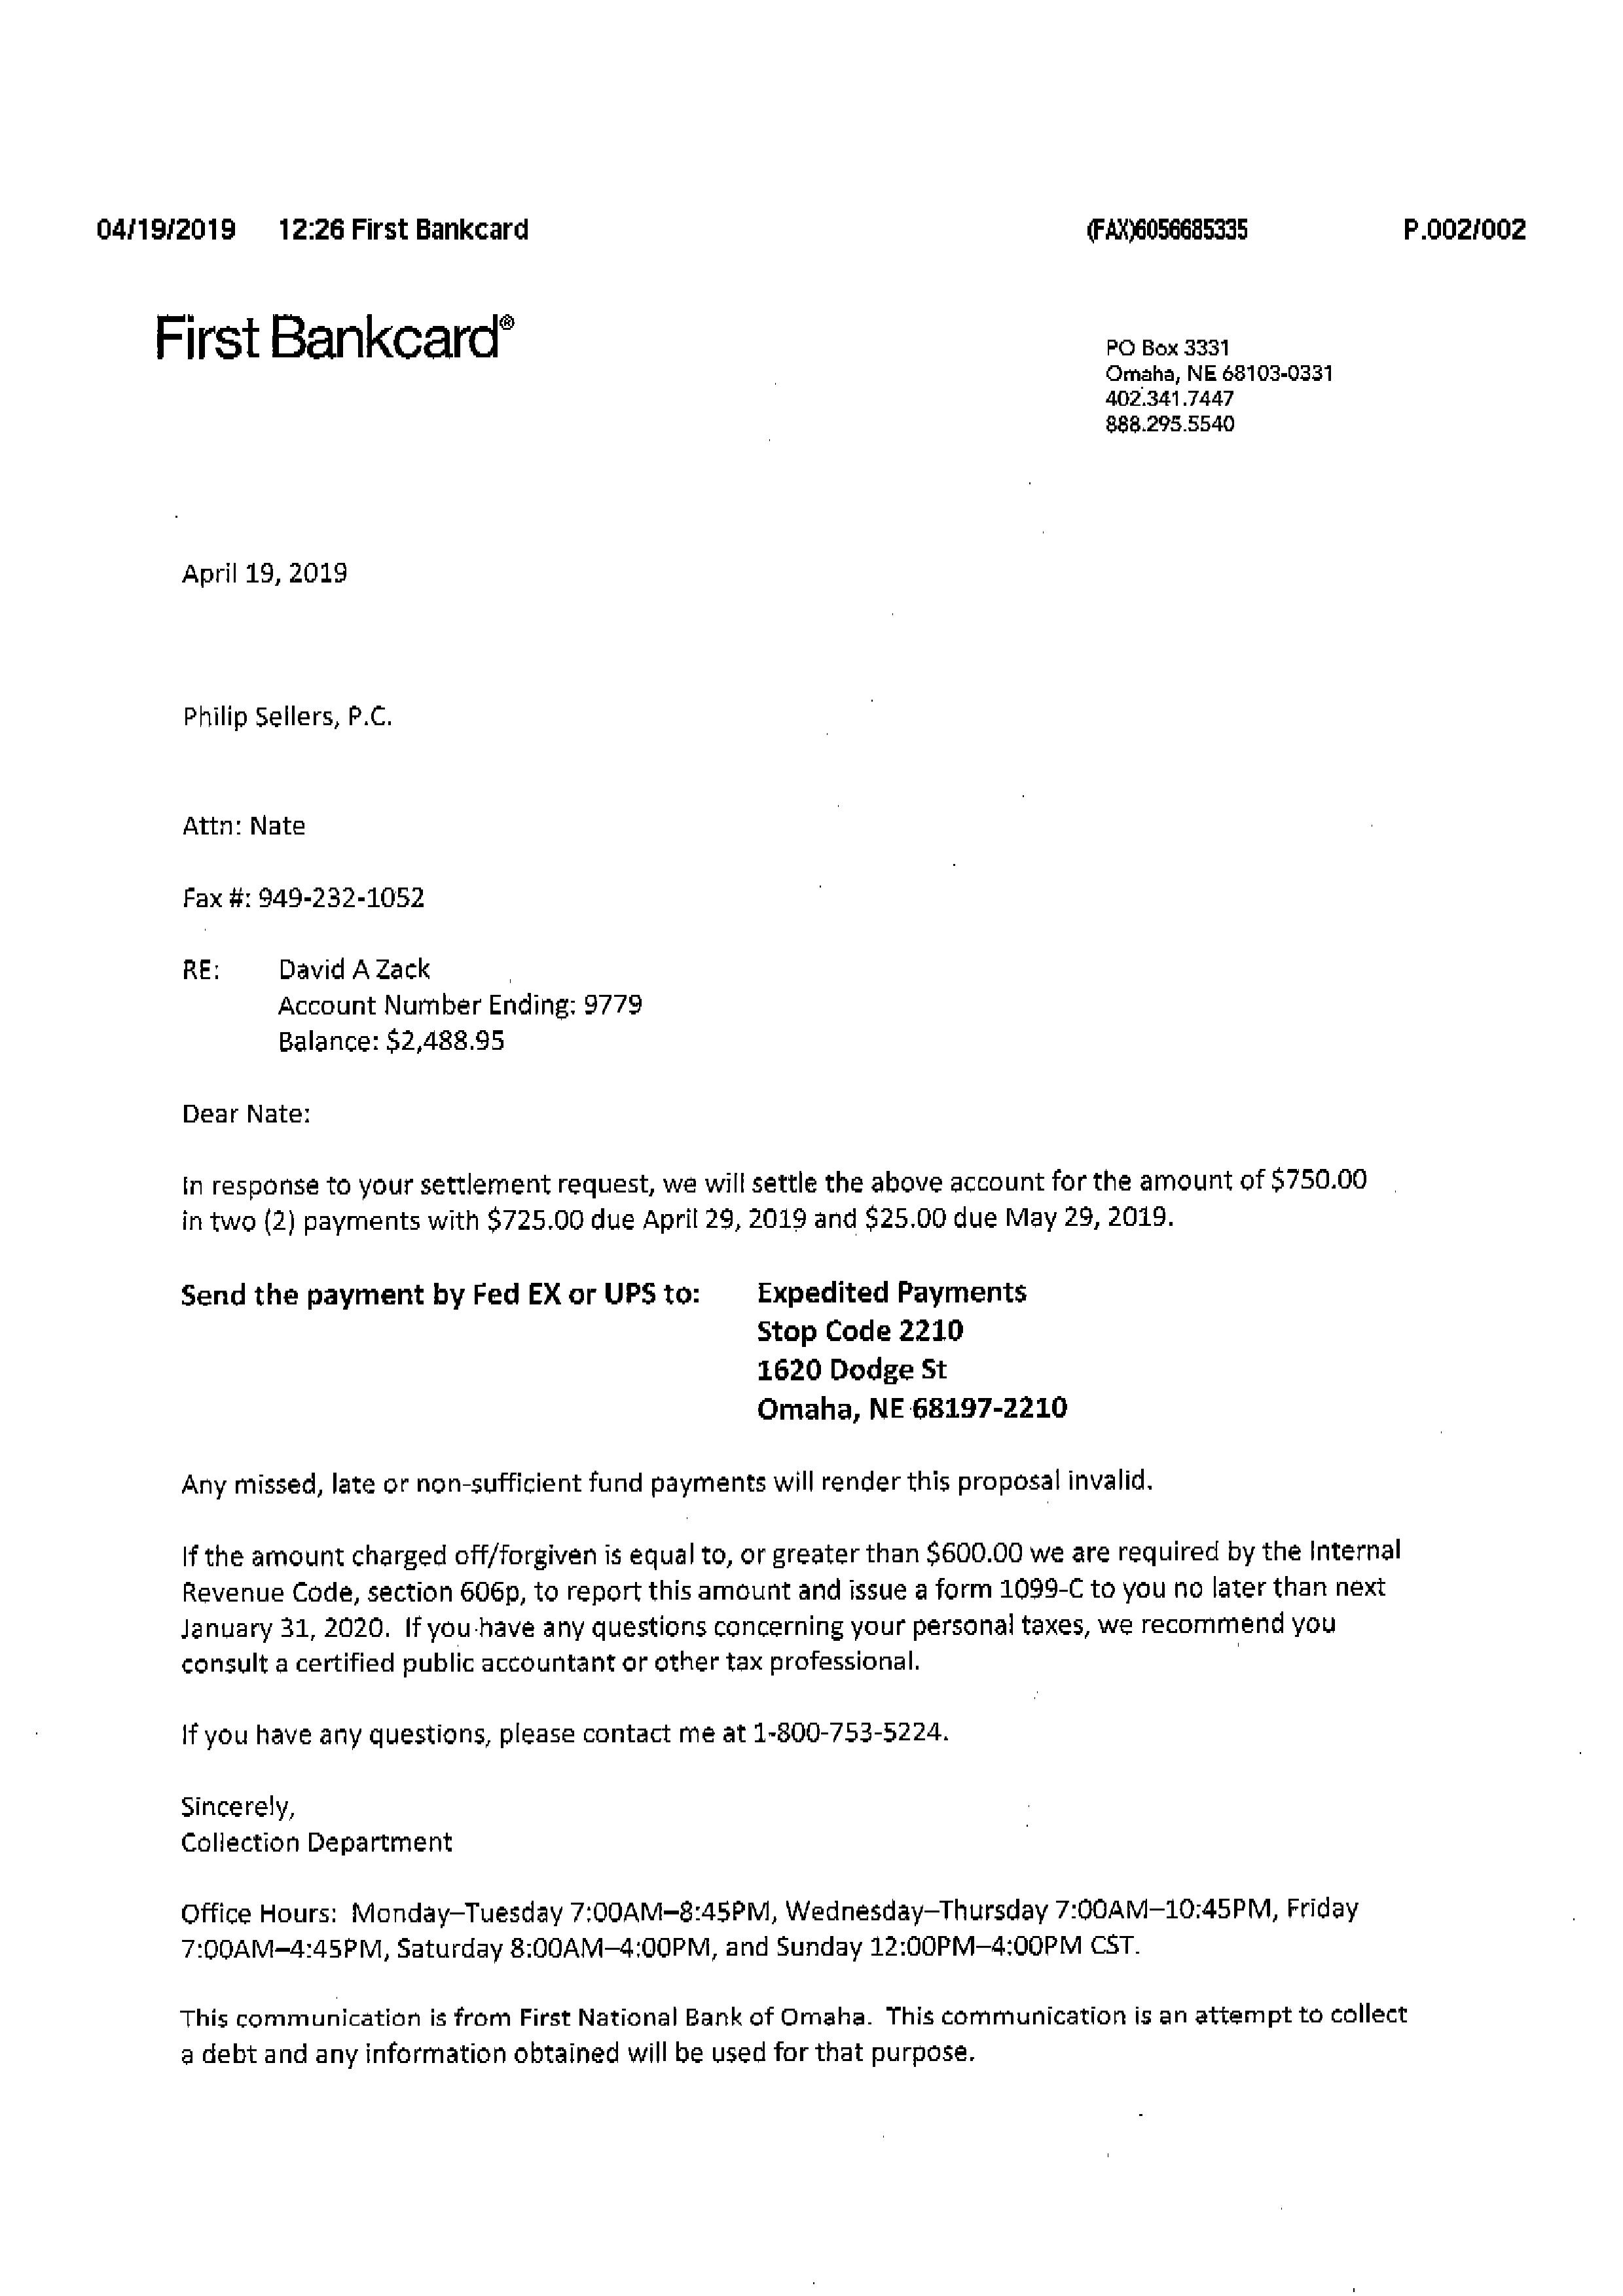 04/19/2019 12:26 First Bankcard (FAX)6056685335 P.002/002
First Bankcard®
PO Box 3331
Omaha, NE 68103-0331
402.341.7447
888.295.5540
April 19, 2019
Philip Sellers, P.C.
Attn: Nate
Fax #: 949-232-1052
RE: David A Zack
Account Number Ending: 9779
Balance: $2,488.95
Dear Nate:
In response to your settlement request, we will settle the above account for the amount of $750.00
in two (2) payments with $725.00 due April 29, 2019 and $25.00 due May 29, 2019.
Send the payment by Fed EX or UPS to: Expedited Payments
Stop Code 2210
1620 Dodge St
Omaha, NE 68197-2210
Any missed, late or non-sufficient fund payments will render this proposal invalid.
If the amount charged off/forgiven is equal to, or greater than $600.00 we are required by the Internal
Revenue Code, section 606p, to report this amount and issue a form 1099-C to you no later than next
January 31, 2020. If you have any questions concerning your personal taxes, we recommend you
consult a certified public accountant or other tax professional.
If you have any questions, please contact me at 1-800-753-5224.
Sincerely,
Collection Department
Office Hours: Monday–Tuesday 7:00AM–8:45PM, Wednesday–Thursday 7:00AM–10:45PM, Friday
7:00AM–4:45PM, Saturday 8:00AM–4:00PM, and Sunday 12:00PM–4:00PM CST.
This communication is from First National Bank of Omaha. This communication is an attempt to collect
a debt and any information obtained will be used for that purpose.